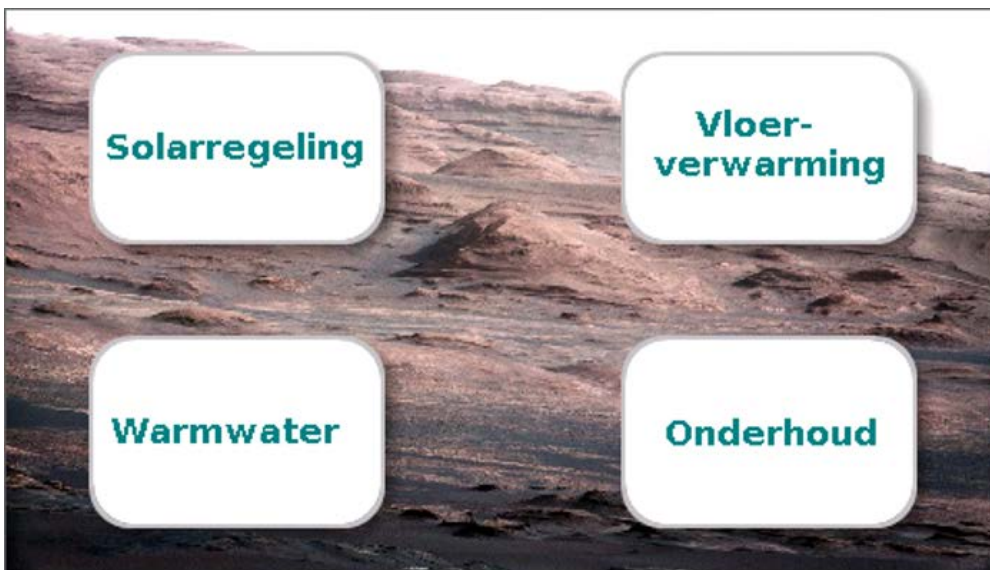 Solarregeling
Vloer-
verwarming
Warmwater
Onderhoud